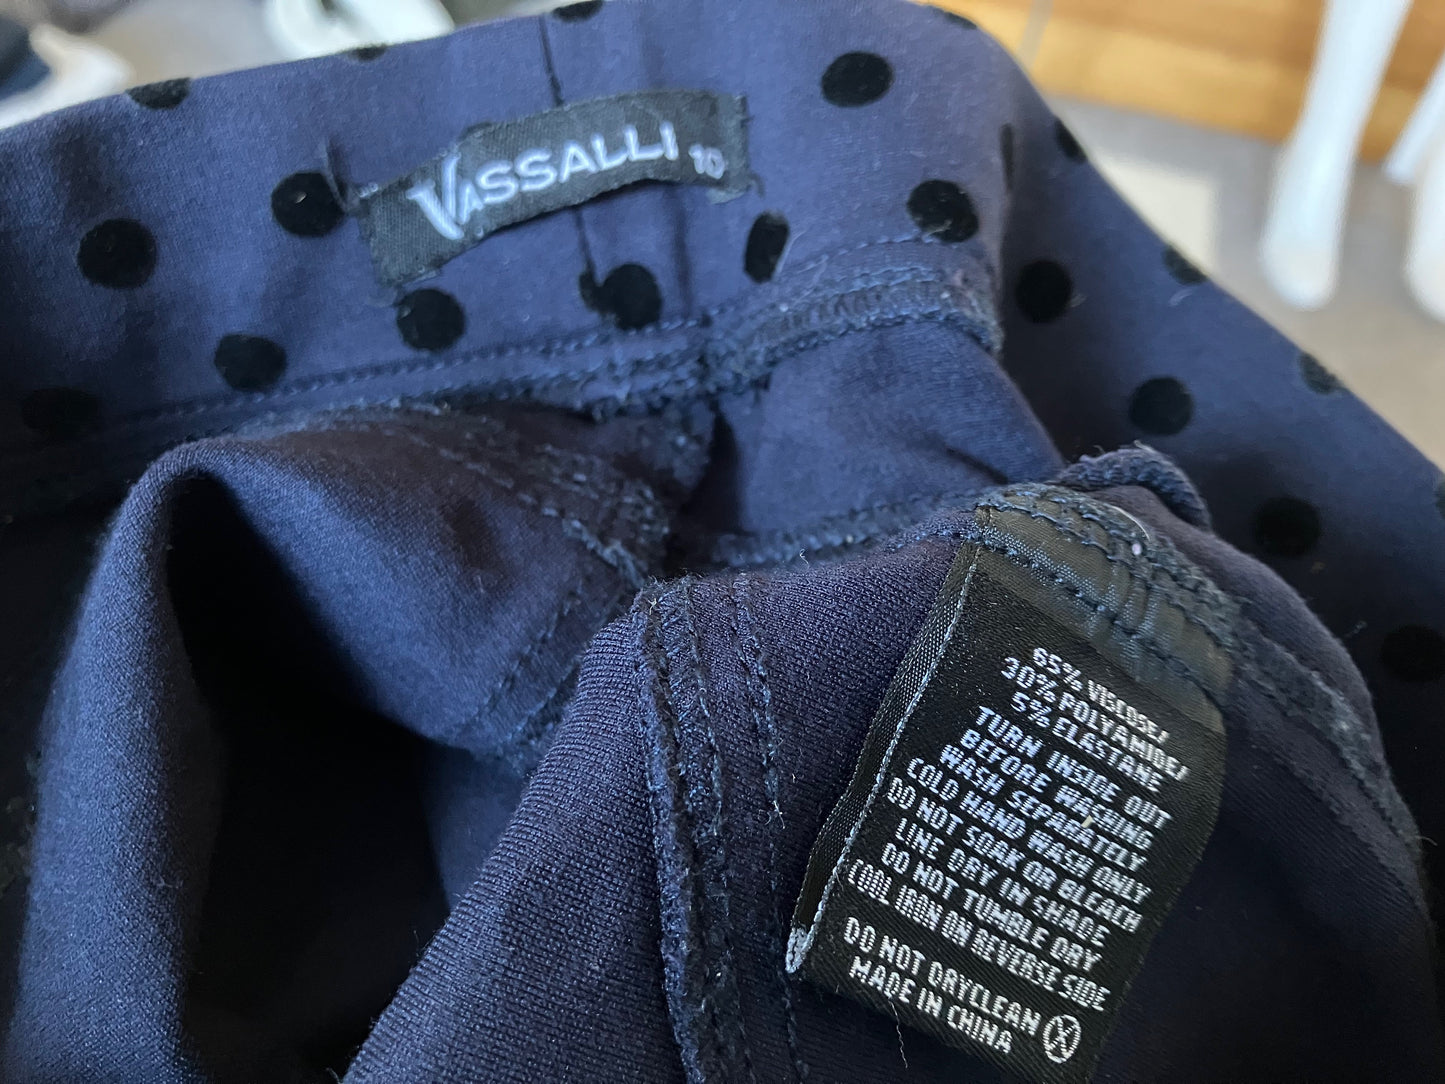 VASSALLI 10
65% VISCOSE/
30% POLYAMIDE/
5% ELASTANE
TURN INSIDE OUT
BEFORE WASHING
WASH SEPARATELY
COLD HAND WASH ONLY
DO NOT SOAK OR BLEACH
LINE DRY IN SHADE
DO NOT TUMBLE DRY
COOL IRON ON REVERSE SIDE
DO NOT DRYCLEAN
MADE IN CHINA